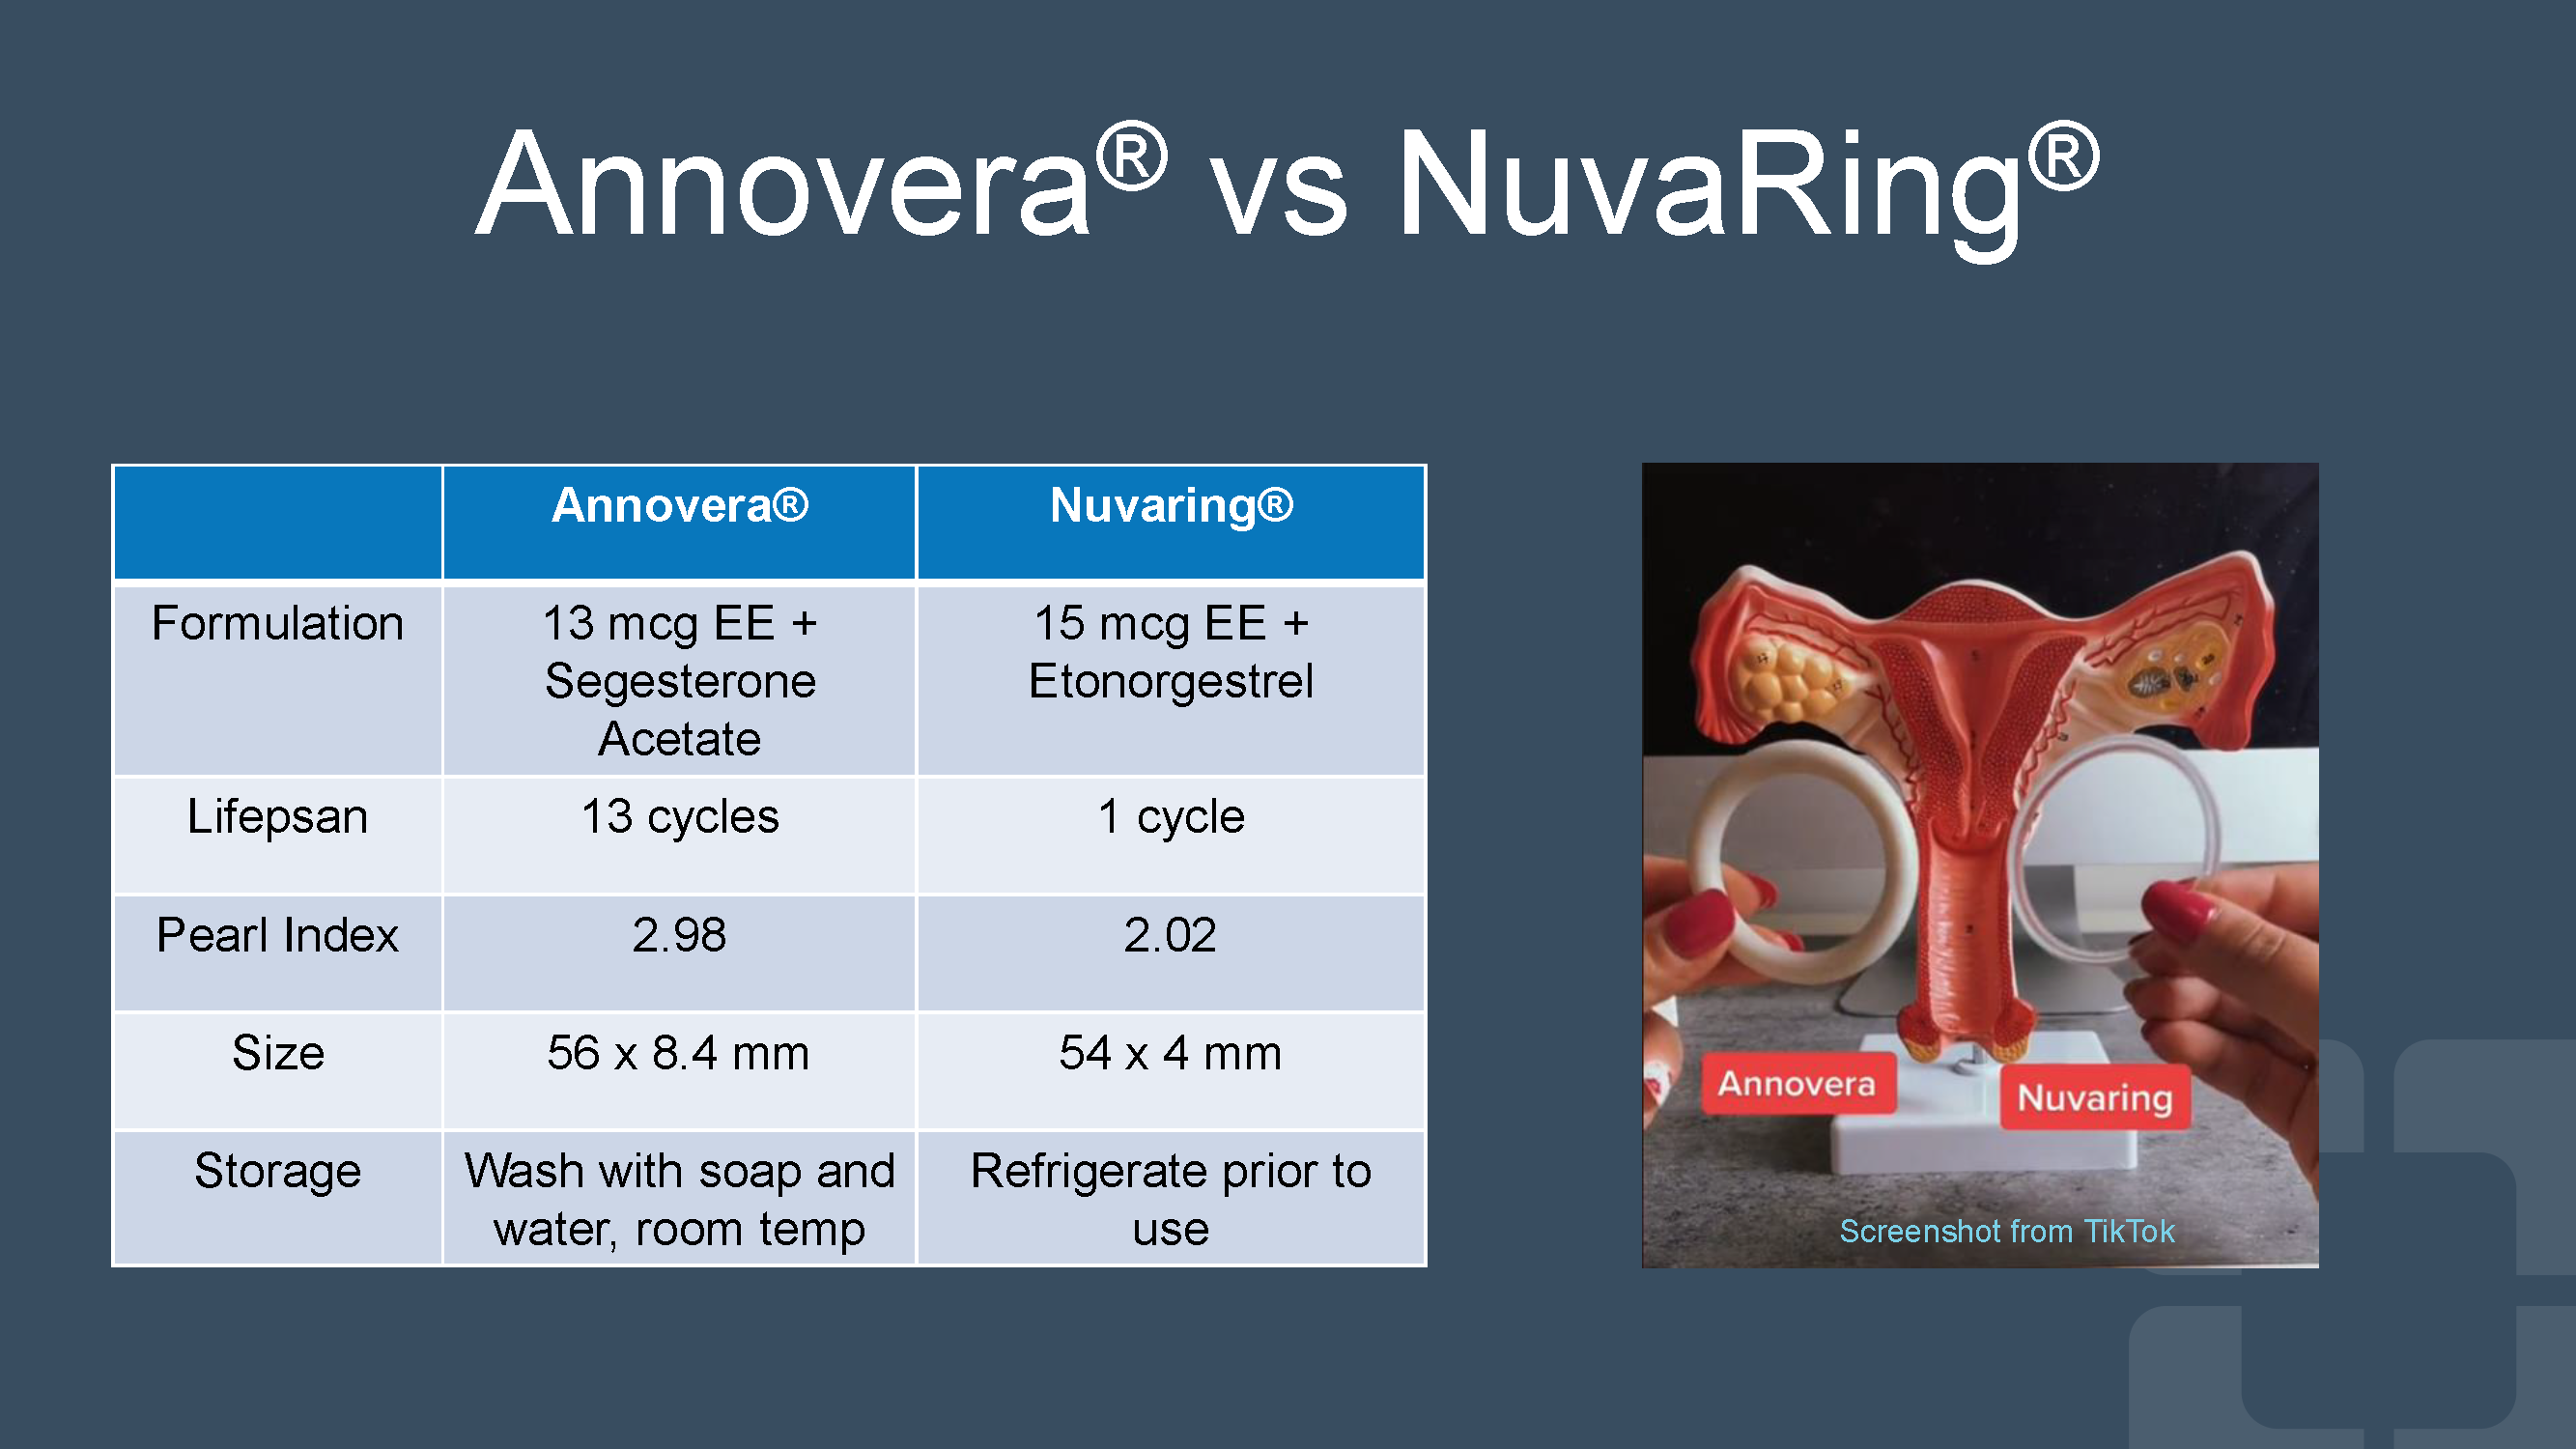 Annovera® vs NuvaRing®
Annovera®
Nuvaring®
Formulation
13 mcg EE +
Segesterone
Acetate
15 mcg EE +
Etonorgestrel
Lifepsan
13 cycles
1 cycle
Pearl Index
2.98
2.02
Size
56 x 8.4 mm
54 x 4 mm
Storage
Wash with soap and
water, room temp
Refrigerate prior to
use
Annovera
Nuvaring
Screenshot from TikTok